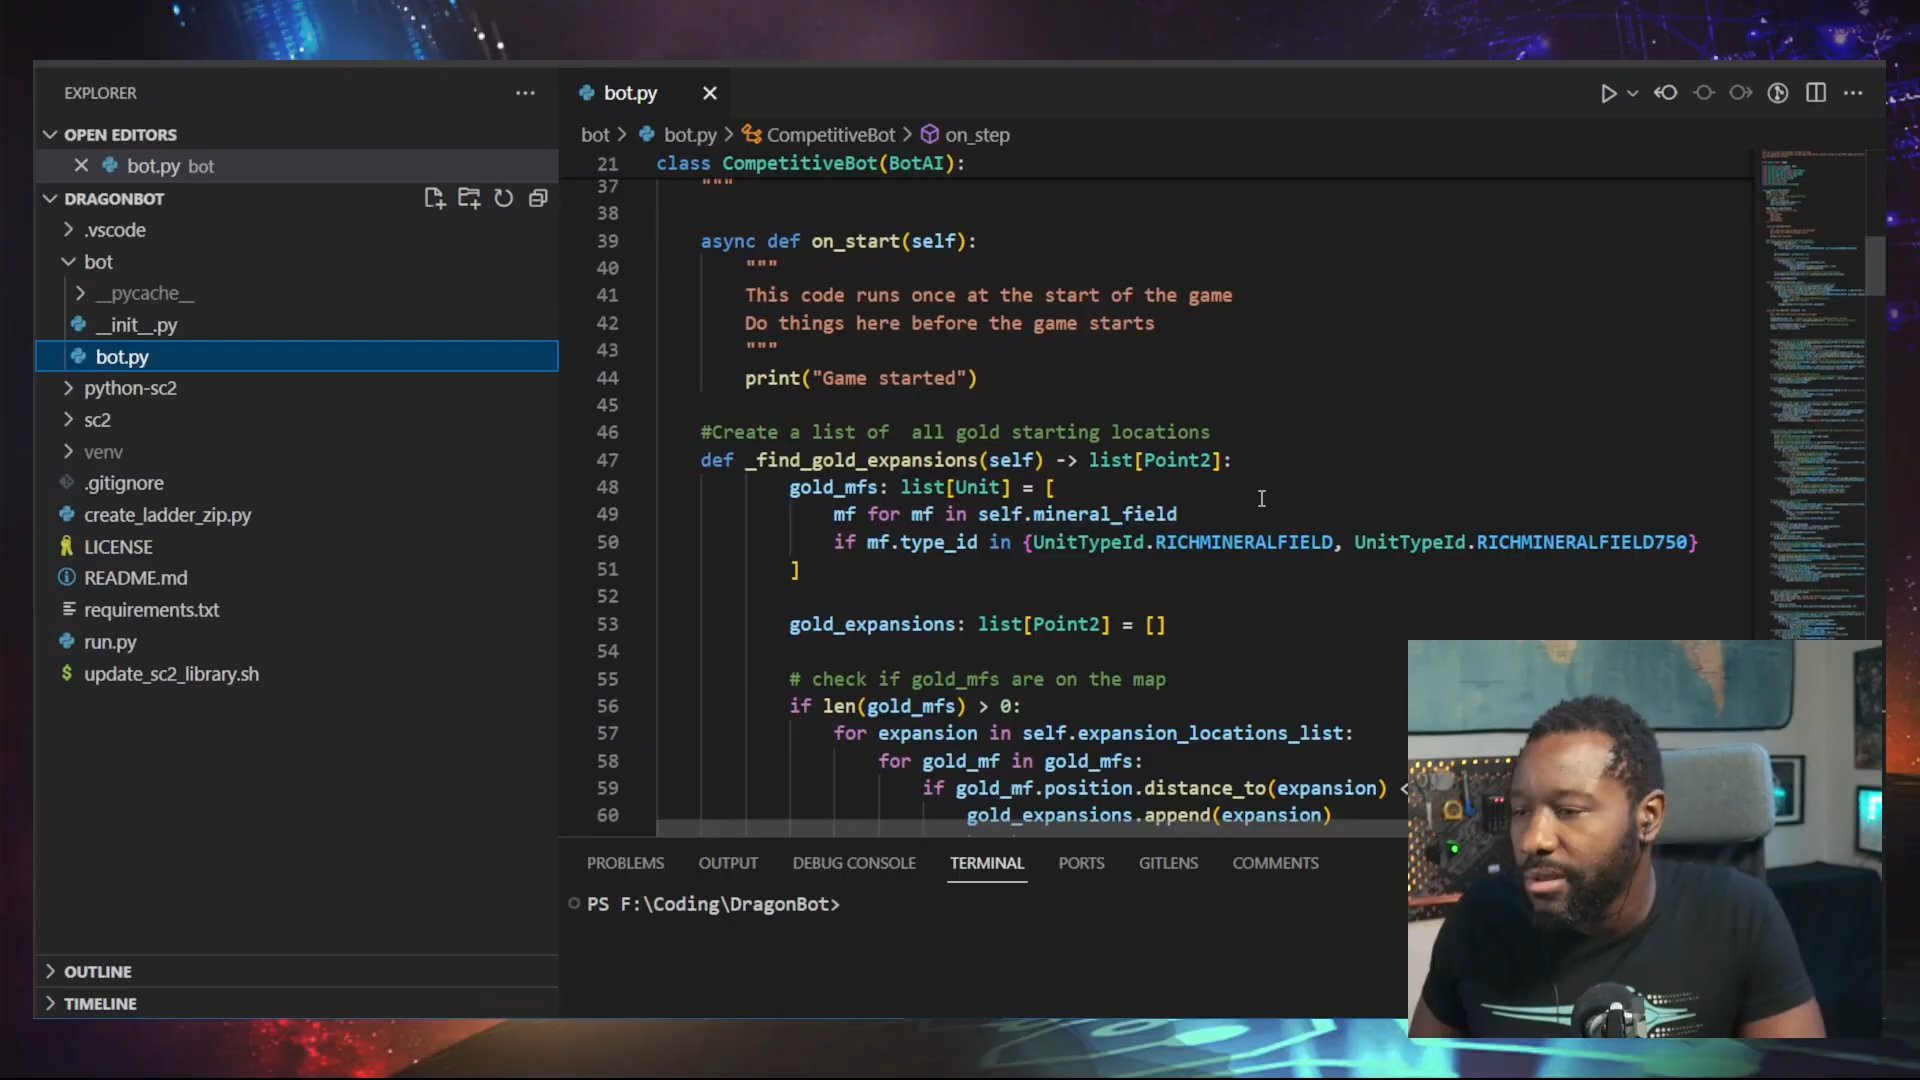 EXPLORER
OPEN EDITORS
bot.py bot
DRAGONBOT
.vscode
bot
__pycache__
__init__.py
bot.py
python-sc2
sc2
venv
.gitignore
create_ladder_zip.py
LICENSE
README.md
requirements.txt
run.py
update_sc2_library.sh
OUTLINE
TIMELINE
bot.py
bot > bot.py > CompetitiveBot > on_step
21 class CompetitiveBot(BotAI):
37 """
38
39 async def on_start(self):
40 """
41 This code runs once at the start of the game
42 Do things here before the game starts
43 """
44 print("Game started")
45
46 #Create a list of  all gold starting locations
47 def _find_gold_expansions(self) -> list[Point2]:
48 gold_mfs: list[Unit] = [
49 mf for mf in self.mineral_field
50 if mf.type_id in {UnitTypeId.RICHMINERALFIELD, UnitTypeId.RICHMINERALFIELD750}
51 ]
52
53 gold_expansions: list[Point2] = []
54
55 # check if gold_mfs are on the map
56 if len(gold_mfs) > 0:
57 for expansion in self.expansion_locations_list:
58 for gold_mf in gold_mfs:
59 if gold_mf.position.distance_to(expansion) <
60 gold_expansions.append(expansion)
PROBLEMS OUTPUT DEBUG CONSOLE TERMINAL PORTS GITLENS COMMENTS
PS F:\Coding\DragonBot>